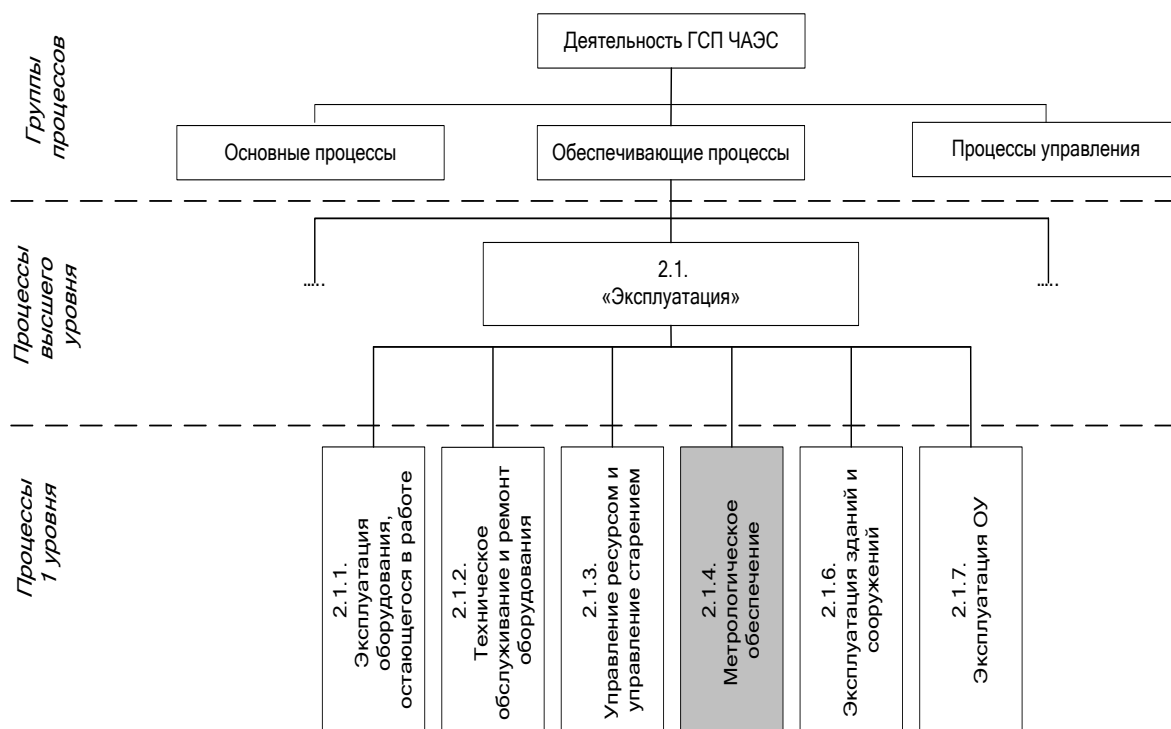 Группы
процессов
Деятельность ГСП ЧАЭС
Основные процессы
Обеспечивающие процессы
Процессы управления
Процессы
высшего
уровня
.....
2.1.
«Эксплуатация»
.....
Процессы
1 уровня
2.1.1.
Эксплуатация
оборудования,
остающегося в работе
2.1.2.
Техническое
обслуживание и ремонт
оборудования
2.1.3.
Управление ресурсом и
управление старением
2.1.4.
Метрологическое
обеспечение
2.1.6.
Эксплуатация зданий и
сооружений
2.1.7.
Эксплуатация ОУ